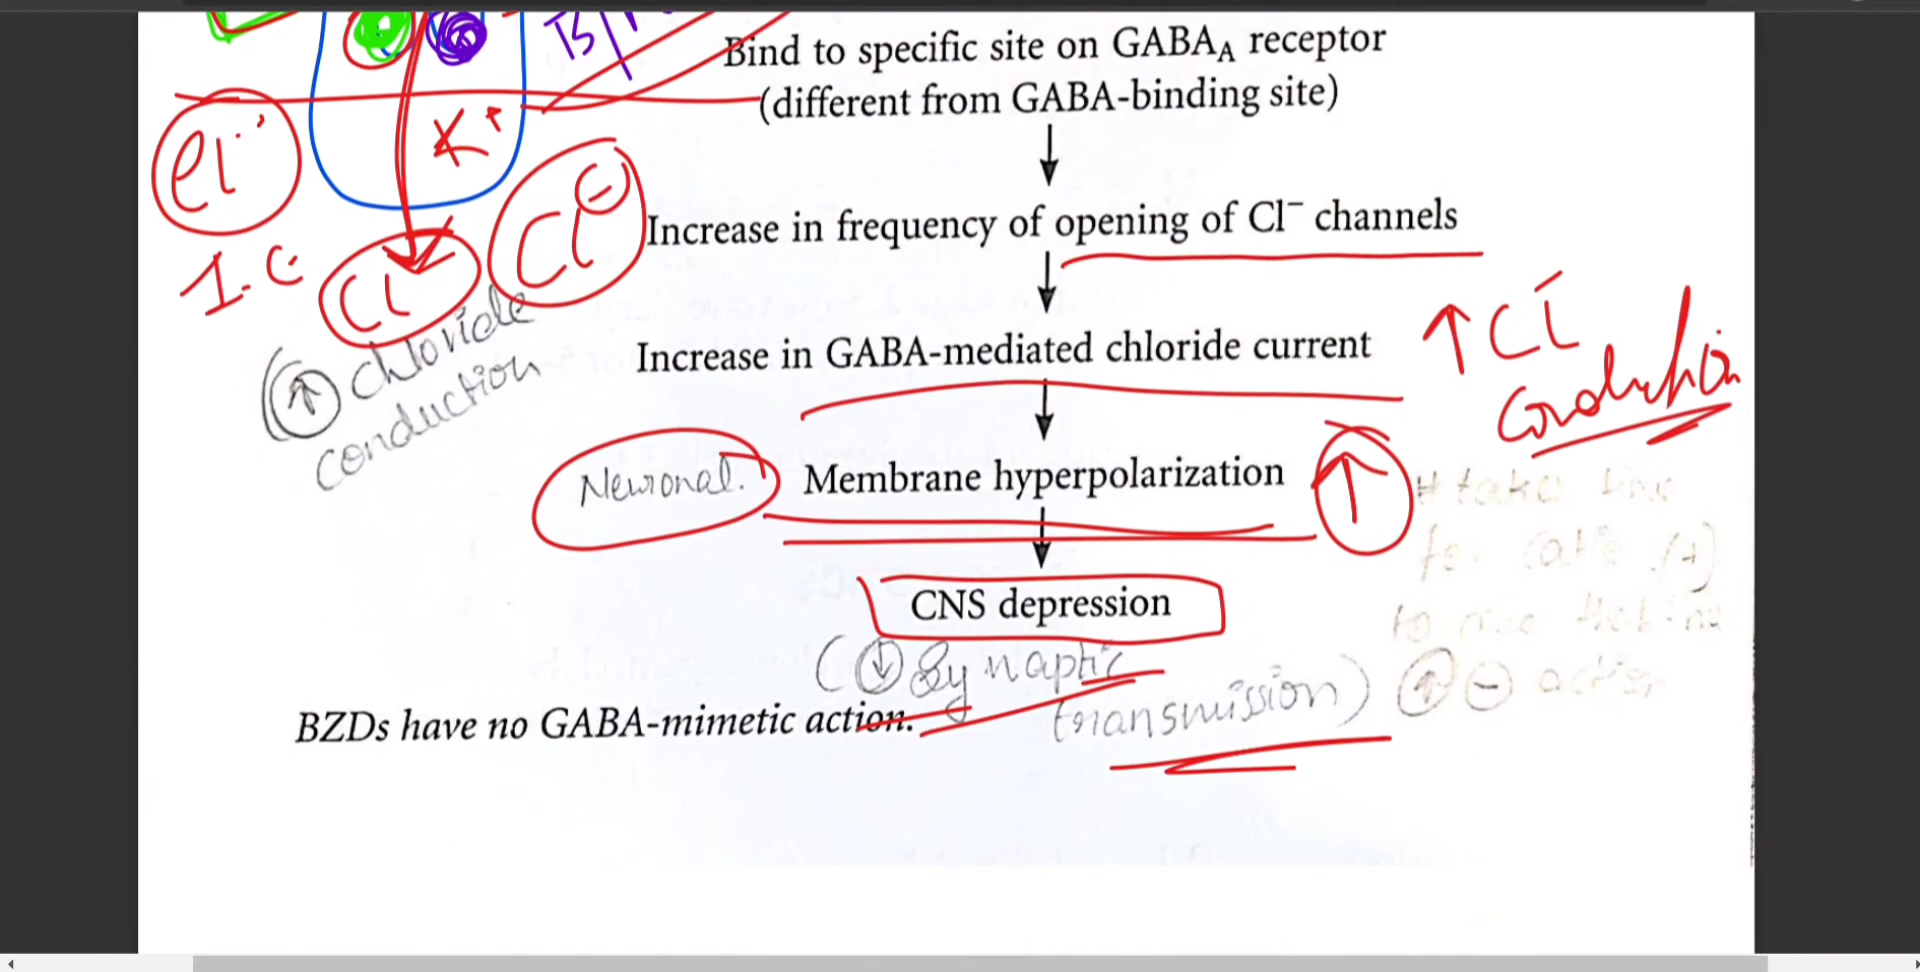 B/
Bind to specific site on GABAA receptor
(different from GABA-binding site)
K+
Cl⊖
Increase in frequency of opening of Cl⁻ channels
I.C
Cl
↑ Cl⁻
conduction
↑ chloride
conduction
Increase in GABA-mediated chloride current
Neuronal.
Membrane hyperpolarization ↑
# take
CNS depression
(↓ Synaptic
transmission) ↑ ⊖ action
BZDs have no GABA-mimetic action.